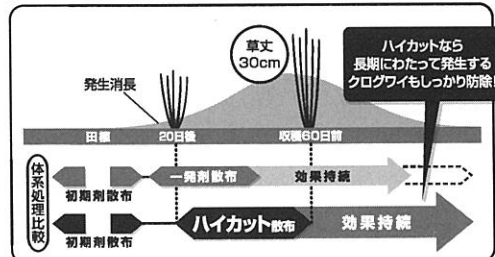 草丈
30cm
ハイカットなら
長期にわたって発生する
クログワイもしっかり防除!
発生消長
田植 20日後 収穫60日前
体系処理比較
初期剤散布 一発剤散布 効果持続
初期剤散布 ハイカット散布 効果持続